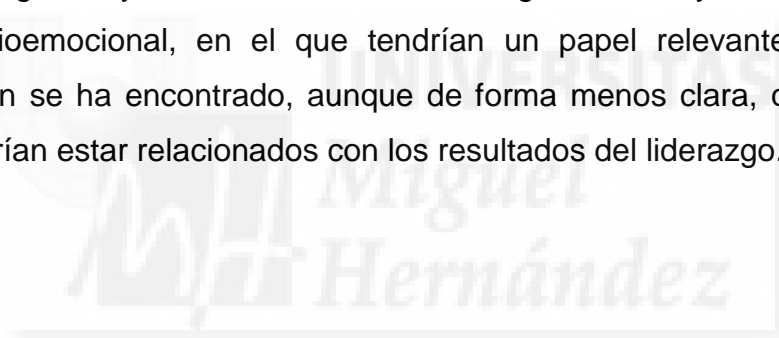 ioemocional, en el que tendrían un papel relevante
n se ha encontrado, aunque de forma menos clara,
rían estar relacionados con los resultados del liderazgo.
UNIVERSITAS
Miguel
Hernández